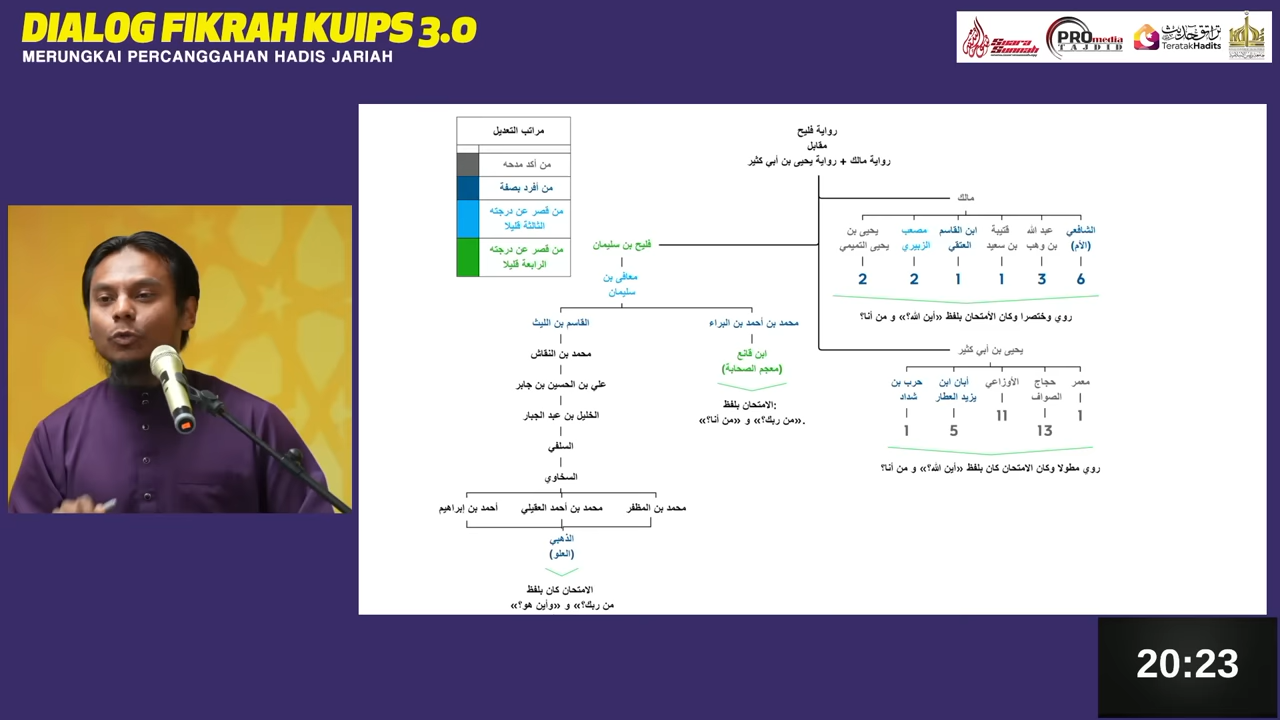 DIALOG FIKRAH KUIPS 3.0
MERUNGKAI PERCANGGAHAN HADIS JARIAH
Suara Sunnah
PROmedia
TAJDID
TeratakHadits
مراتب التعديل
من أكد مدحه
من أفرد بصفة
من قصر عن درجته
الثالثة قليلا
من قصر عن درجته
الرابعة قليلا
رواية فليح
مقابل
رواية مالك + رواية يحيى بن أبي كثير
مالك
الشافعي
(الأم)
6
عبد الله
بن وهب
3
قتيبة
بن سعيد
1
ابن القاسم
العتقي
1
مصعب
الزبيري
2
يحيى بن
يحيى التميمي
2
روي وختصرا وكان الأمتحان بلفظ «أين الله؟» و من أنا؟
يحيى بن أبي كثير
معمر
1
حجاج
الصواف
13
الأوزاعي
11
أبان ابن
يزيد العطار
5
حرب بن
شداد
1
روي مطولا وكان الامتحان كان بلفظ «أين الله؟» و من أنا؟
فليح بن سليمان
معافى بن
سليمان
محمد بن أحمد بن البراء
ابن قانع
(معجم الصحابة)
الامتحان بلفظ:
«من ربك؟» و «من أنا؟».
القاسم بن الليث
محمد بن النقاش
علي بن الحسين بن جابر
الخليل بن عبد الجبار
السلفي
السخاوي
محمد بن المظفر
محمد بن أحمد العقيلي
أحمد بن إبراهيم
الذهبي
(العلو)
الامتحان كان بلفظ
من ربك؟» و «وأين هو؟»
20:23